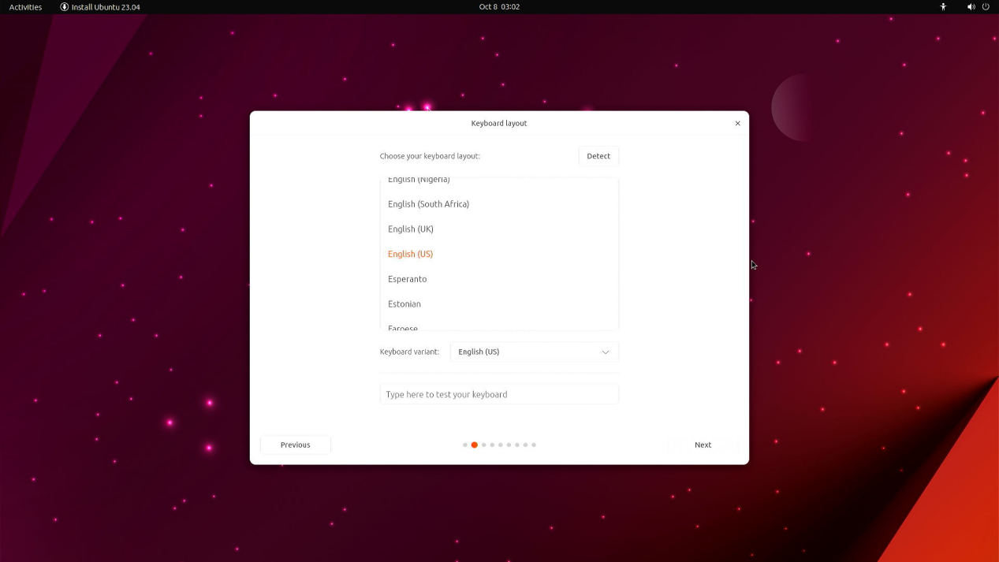 Activities Install Ubuntu 23.04 Oct 8 03:02
Keyboard layout
Choose your keyboard layout: Detect
English (Nigeria)
English (South Africa)
English (UK)
English (US)
Esperanto
Estonian
Faroese
Keyboard variant: English (US)
Type here to test your keyboard
Previous Next